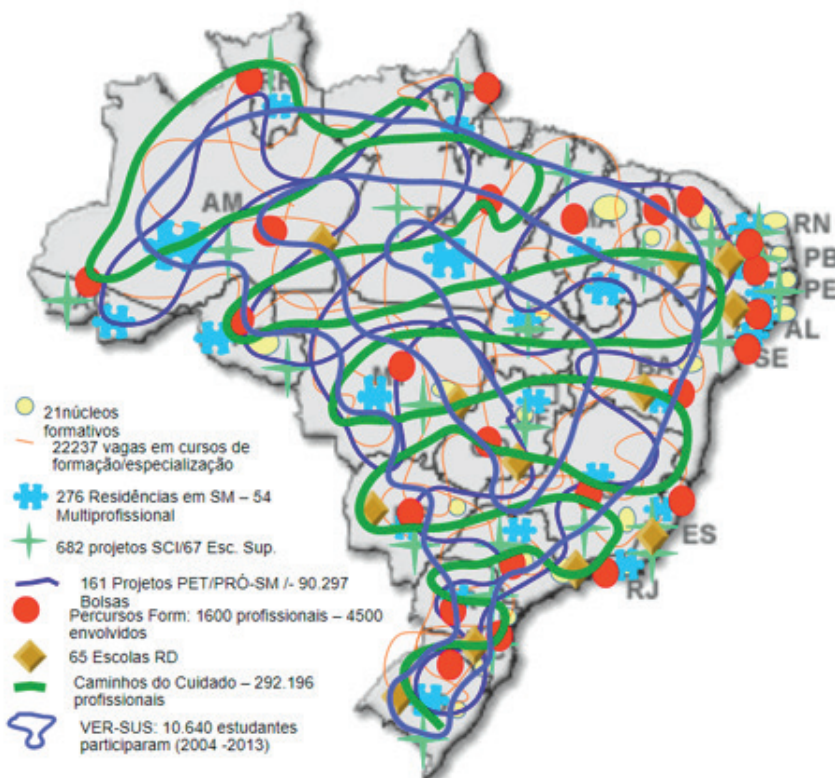 RR
AM
PA
MA
RN
PB
PE
AL
SE
BA
ES
RJ
21núcleos
formativos
22237 vagas em cursos de
formação/especialização
276 Residências em SM – 54
Multiprofissional
682 projetos SCI/67 Esc. Sup.
161 Projetos PET/PRÓ-SM /- 90.297
Bolsas
Percursos Form: 1600 profissionais – 4500
envolvidos
65 Escolas RD
Caminhos do Cuidado – 292.196
profissionais
VER-SUS: 10.640 estudantes
participaram (2004 -2013)